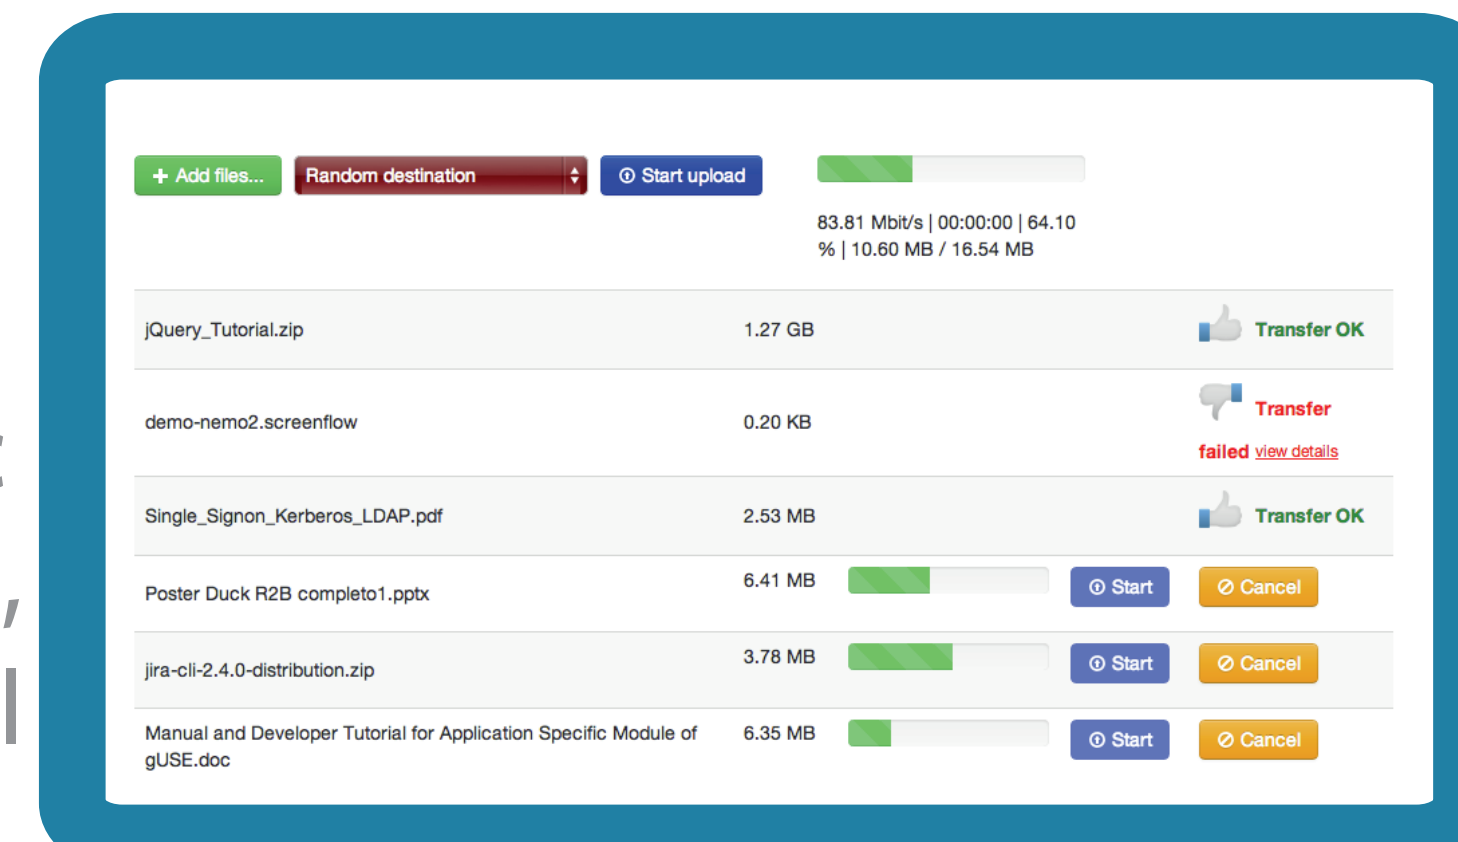 + Add files... Random destination Start upload
83.81 Mbit/s | 00:00:00 | 64.10
% | 10.60 MB / 16.54 MB
jQuery_Tutorial.zip 1.27 GB Transfer OK
demo-nemo2.screenflow 0.20 KB Transfer
failed view details
Single_Signon_Kerberos_LDAP.pdf 2.53 MB Transfer OK
Poster Duck R2B completo1.pptx 6.41 MB Start Cancel
jira-cli-2.4.0-distribution.zip 3.78 MB Start Cancel
Manual and Developer Tutorial for Application Specific Module of 6.35 MB Start Cancel
gUSE.doc